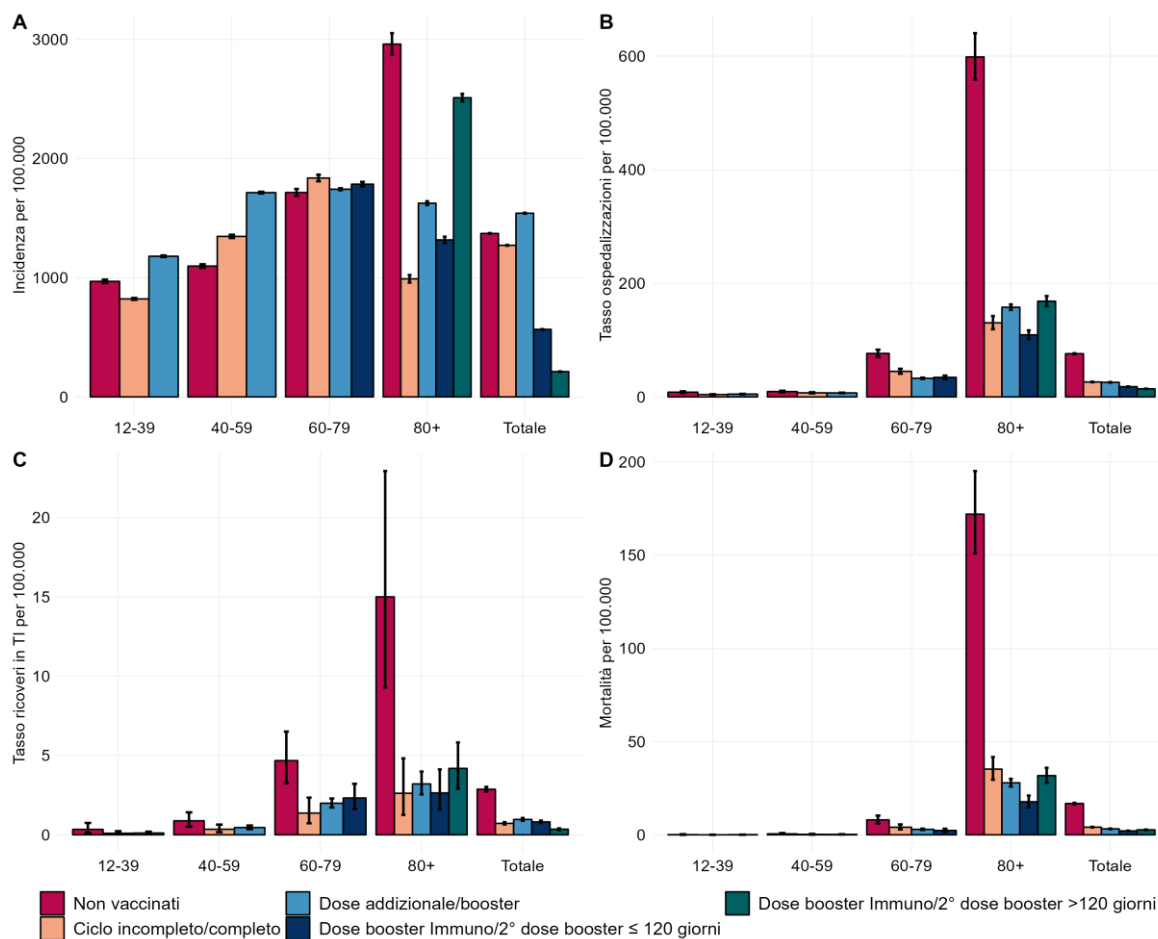 A
Incidenza per 100.000
3000
2000
1000
0
12-39
40-59
60-79
80+
Totale
B
Tasso ospedalizzazioni per 100.000
600
400
200
0
12-39
40-59
60-79
80+
Totale
C
Tasso ricoveri in TI per 100.000
20
15
10
5
0
12-39
40-59
60-79
80+
Totale
D
Mortalità per 100.000
200
150
100
50
0
12-39
40-59
60-79
80+
Totale
Non vaccinati
Ciclo incompleto/completo
Dose addizionale/booster
Dose booster Immuno/2° dose booster ≤ 120 giorni
Dose booster Immuno/2° dose booster >120 giorni